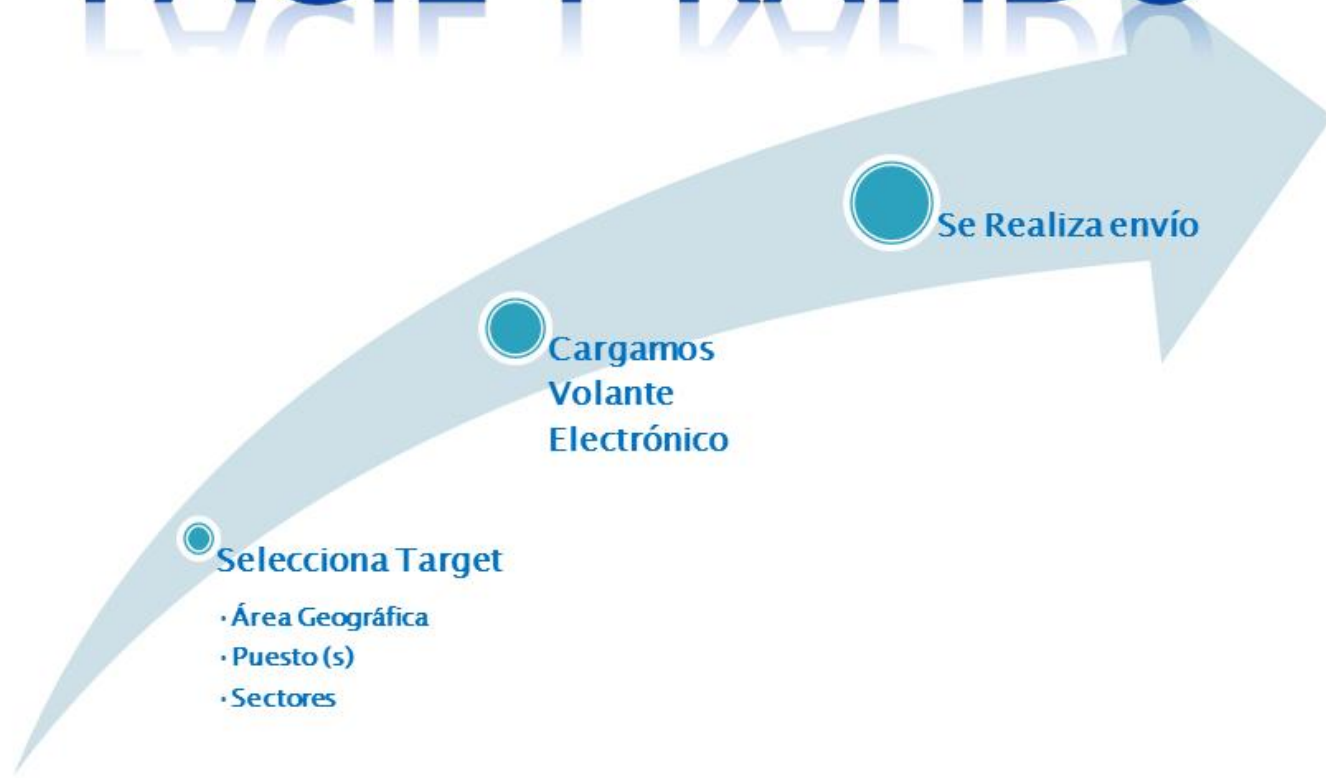 Se Realiza envío
Cargamos
Volante
Electrónico
Selecciona Target
· Área Geográfica
· Puesto (s)
· Sectores